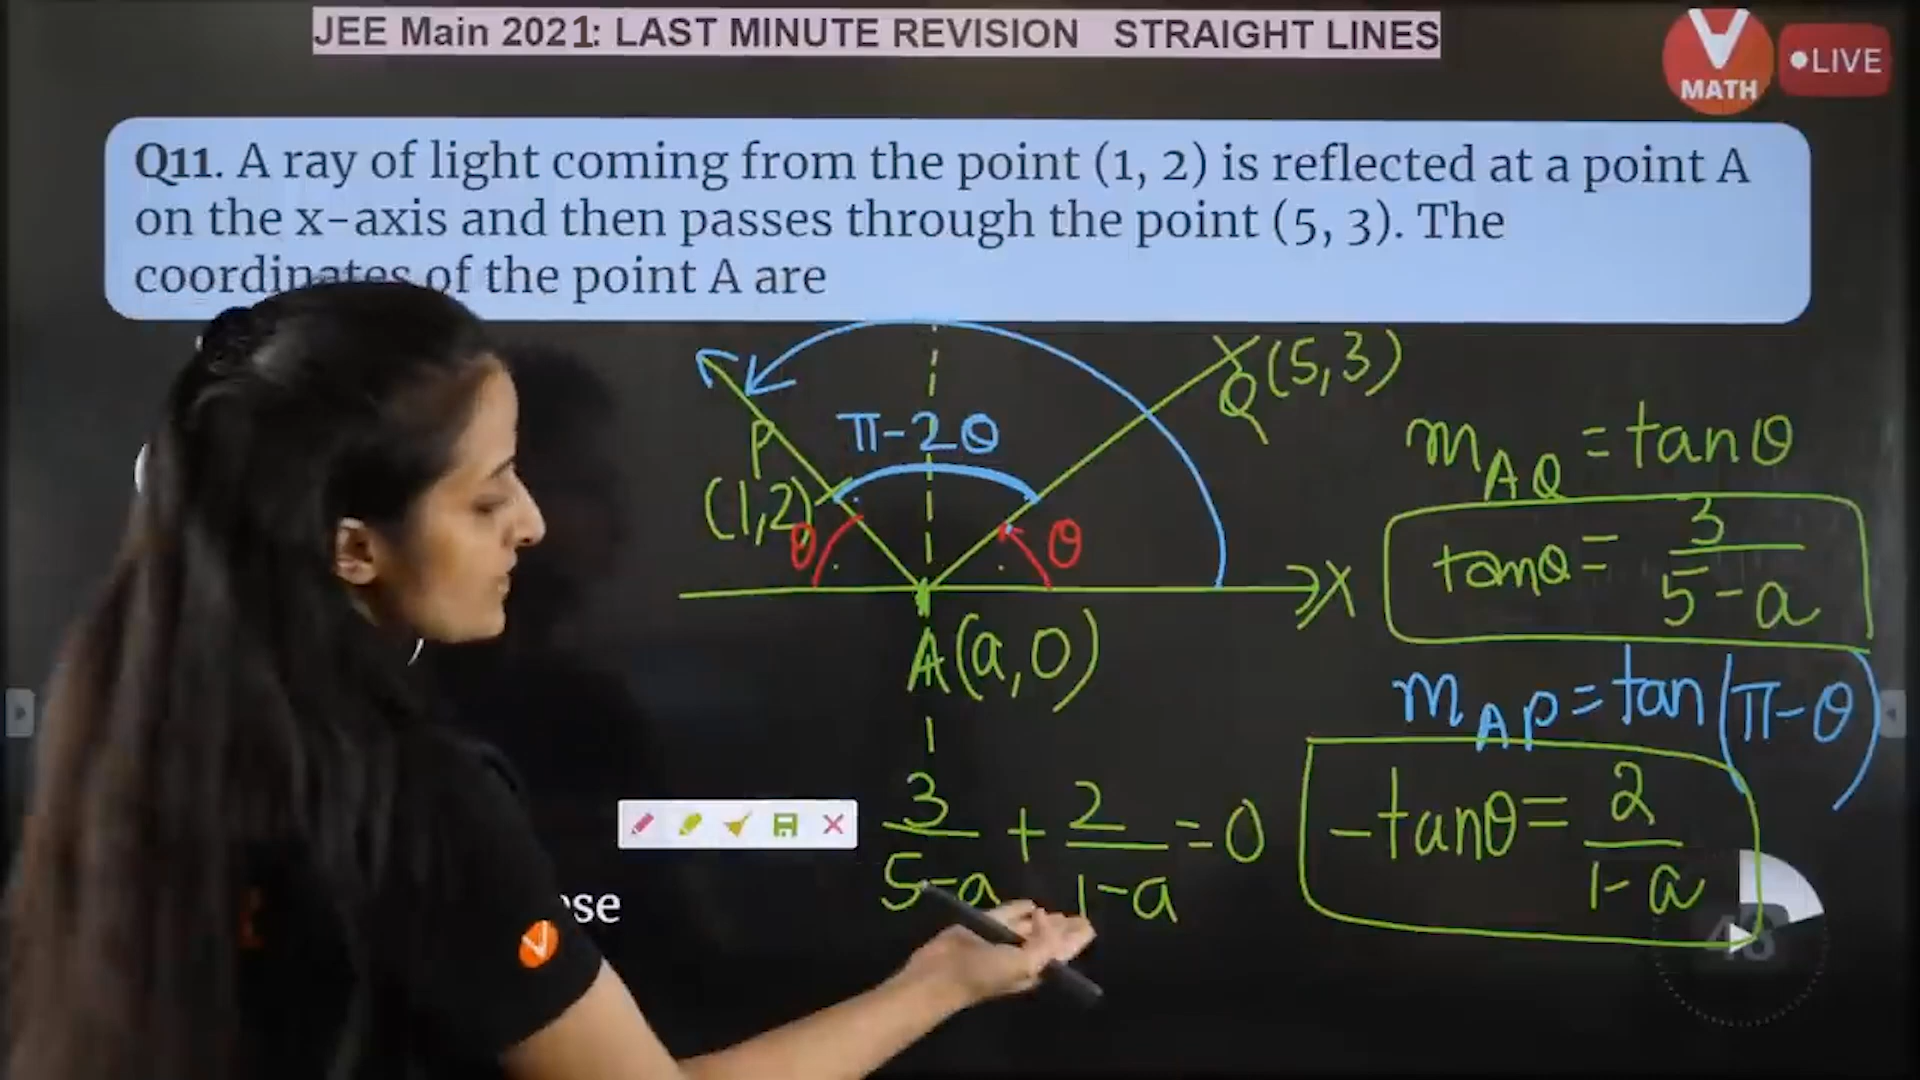 JEE Main 2021: LAST MINUTE REVISION STRAIGHT LINES
V
MATH
LIVE
Q11. A ray of light coming from the point (1, 2) is reflected at a point A
on the x-axis and then passes through the point (5, 3). The
coordinates of the point A are
Q(5,3)
π-2θ
P
(1,2)
θ
θ
X
A(a,0)
m AQ = tanθ
tanθ = 3/(5-a)
m AP = tan(π-θ)
-tanθ = 2/(1-a)
3/(5-a) + 2/(1-a) = 0
48